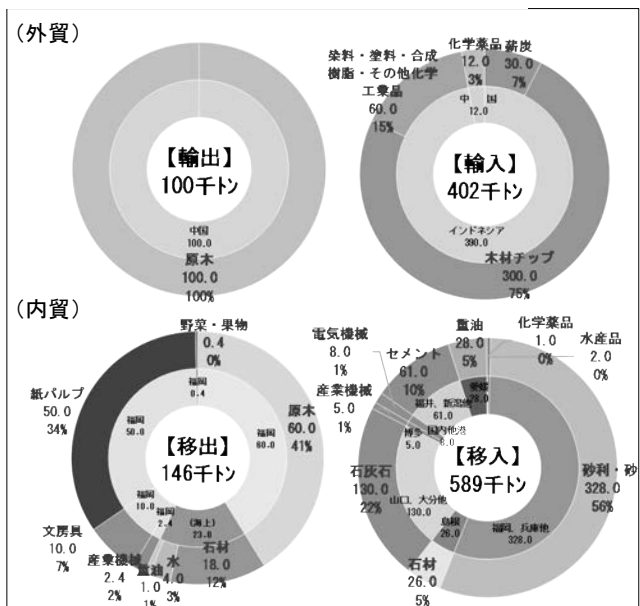 (外貿)
【輸出】
100千トン
中国
100.0
原木
100.0
100%
染料・塗料・合成
樹脂・その他化学
工業品
60.0
15%
化学薬品
12.0
3%
薪炭
30.0
7%
中国
12.0
【輸入】
402千トン
インドネシア
390.0
木材チップ
300.0
75%
(内貿)
野菜・果物
0.4
0%
紙パルプ
50.0
34%
福岡
0.4
福岡
50.0
福岡
60.0
原木
60.0
41%
【移出】
146千トン
福岡
10.0
福岡
2.4
(海上)
23.0
文房具
10.0
7%
産業機械
2.4
2%
重油
1.0
1%
水
4.0
3%
石材
18.0
12%
電気機械
8.0
1%
産業機械
5.0
1%
セメント
61.0
10%
重油
28.0
5%
化学薬品
1.0
0%
水産品
2.0
0%
愛媛
28.0
福井、新潟他
61.0
博多
5.0
国内他港
8.0
石灰石
130.0
22%
【移入】
589千トン
山口、大分他
130.0
島根
26.0
福岡、兵庫他
328.0
砂利・砂
328.0
56%
石材
26.0
5%